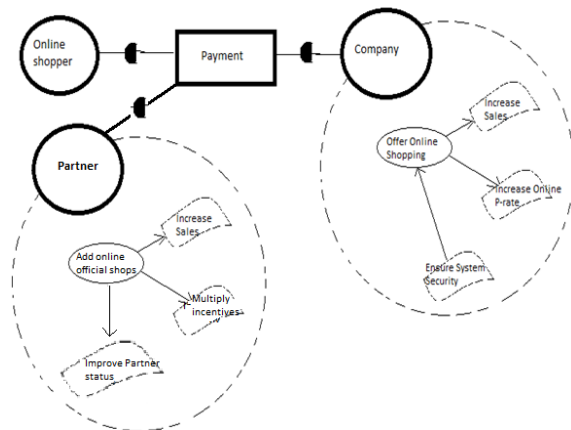 Online
shopper
Payment
Company
Increase
Sales
Offer Online
Shopping
Increase Online
P-rate
Ensure System
Security
Partner
Increase
Sales
Add online
official shops
Multiply
incentives
Improve Partner
status